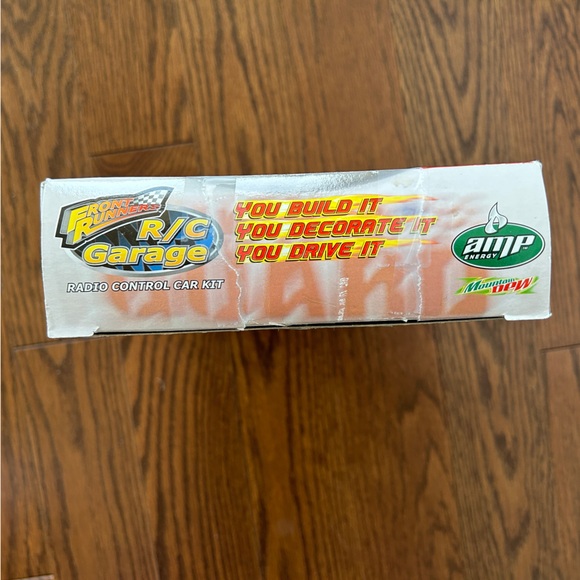 FRONT
RUNNERS
R/C
Garage
RADIO CONTROL CAR KIT
YOU BUILD IT
YOU DECORATE IT
YOU DRIVE IT
amp
ENERGY
Mountain
Dew